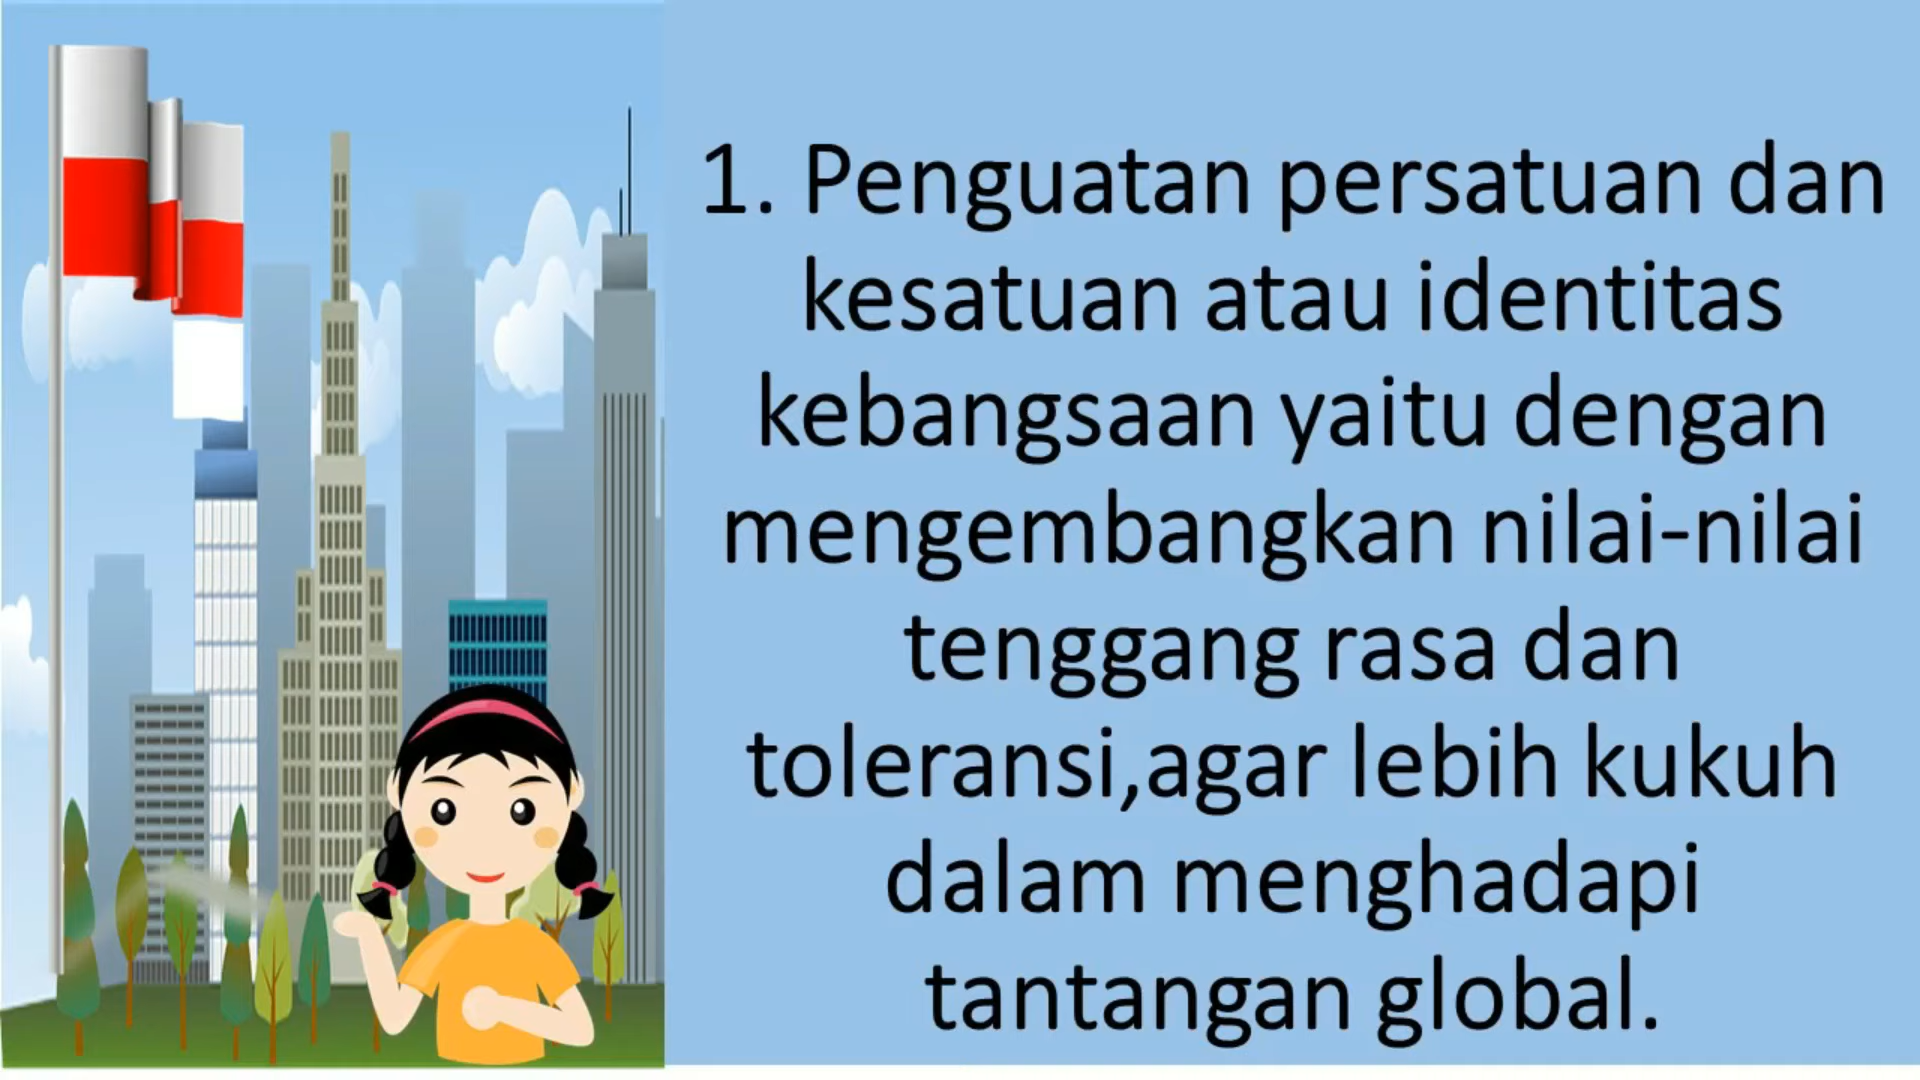 1. Penguatan persatuan dan
kesatuan atau identitas
kebangsaan yaitu dengan
mengembangkan nilai-nilai
tenggang rasa dan
toleransi,agar lebih kukuh
dalam menghadapi
tantangan global.